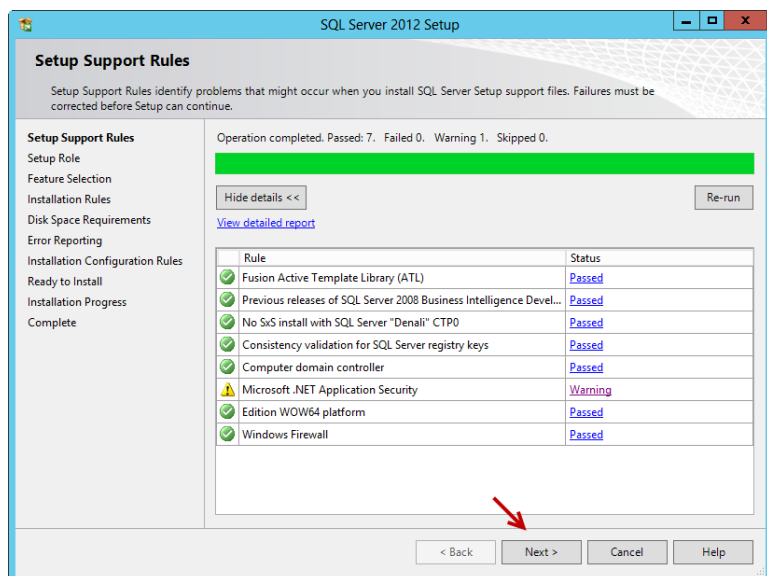 SQL Server 2012 Setup
Setup Support Rules
Setup Support Rules identify problems that might occur when you install SQL Server Setup support files. Failures must be
corrected before Setup can continue.
Setup Support Rules
Setup Role
Feature Selection
Installation Rules
Disk Space Requirements
Error Reporting
Installation Configuration Rules
Ready to Install
Installation Progress
Complete
Operation completed. Passed: 7. Failed 0. Warning 1. Skipped 0.
Hide details <<
Re-run
View detailed report
Rule Status
Fusion Active Template Library (ATL) Passed
Previous releases of SQL Server 2008 Business Intelligence Devel... Passed
No SxS install with SQL Server "Denali" CTP0 Passed
Consistency validation for SQL Server registry keys Passed
Computer domain controller Passed
Microsoft .NET Application Security Warning
Edition WOW64 platform Passed
Windows Firewall Passed
< Back Next > Cancel Help